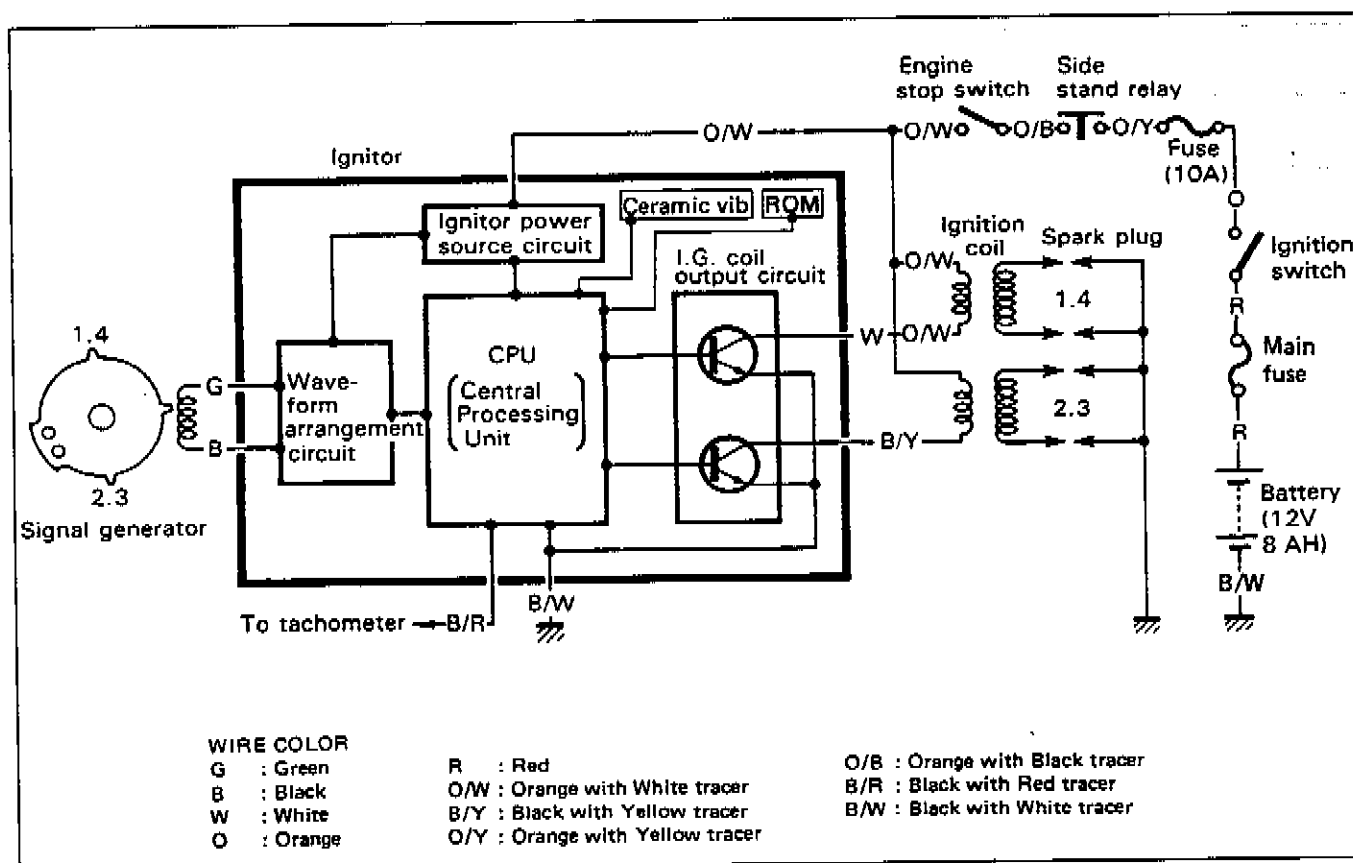 Engine stop switch
Side stand relay
O/W
O/W
O/B
O/Y
Fuse (10A)
Ignitor
O
Ignitor power source circuit
Ceramic vib
ROM
Ignition coil
Spark plug
Ignition switch
I.G. coil output circuit
O/W
1.4
R
1.4
W
O/W
CPU
(Central Processing Unit)
Main fuse
G
Wave-form arrangement circuit
2.3
B
B/Y
R
2.3
Signal generator
Battery (12V 8 AH)
B/W
B/W
To tachometer
B/R
WIRE COLOR
G : Green
B : Black
W : White
O : Orange
R : Red
O/W : Orange with White tracer
B/Y : Black with Yellow tracer
O/Y : Orange with Yellow tracer
O/B : Orange with Black tracer
B/R : Black with Red tracer
B/W : Black with White tracer